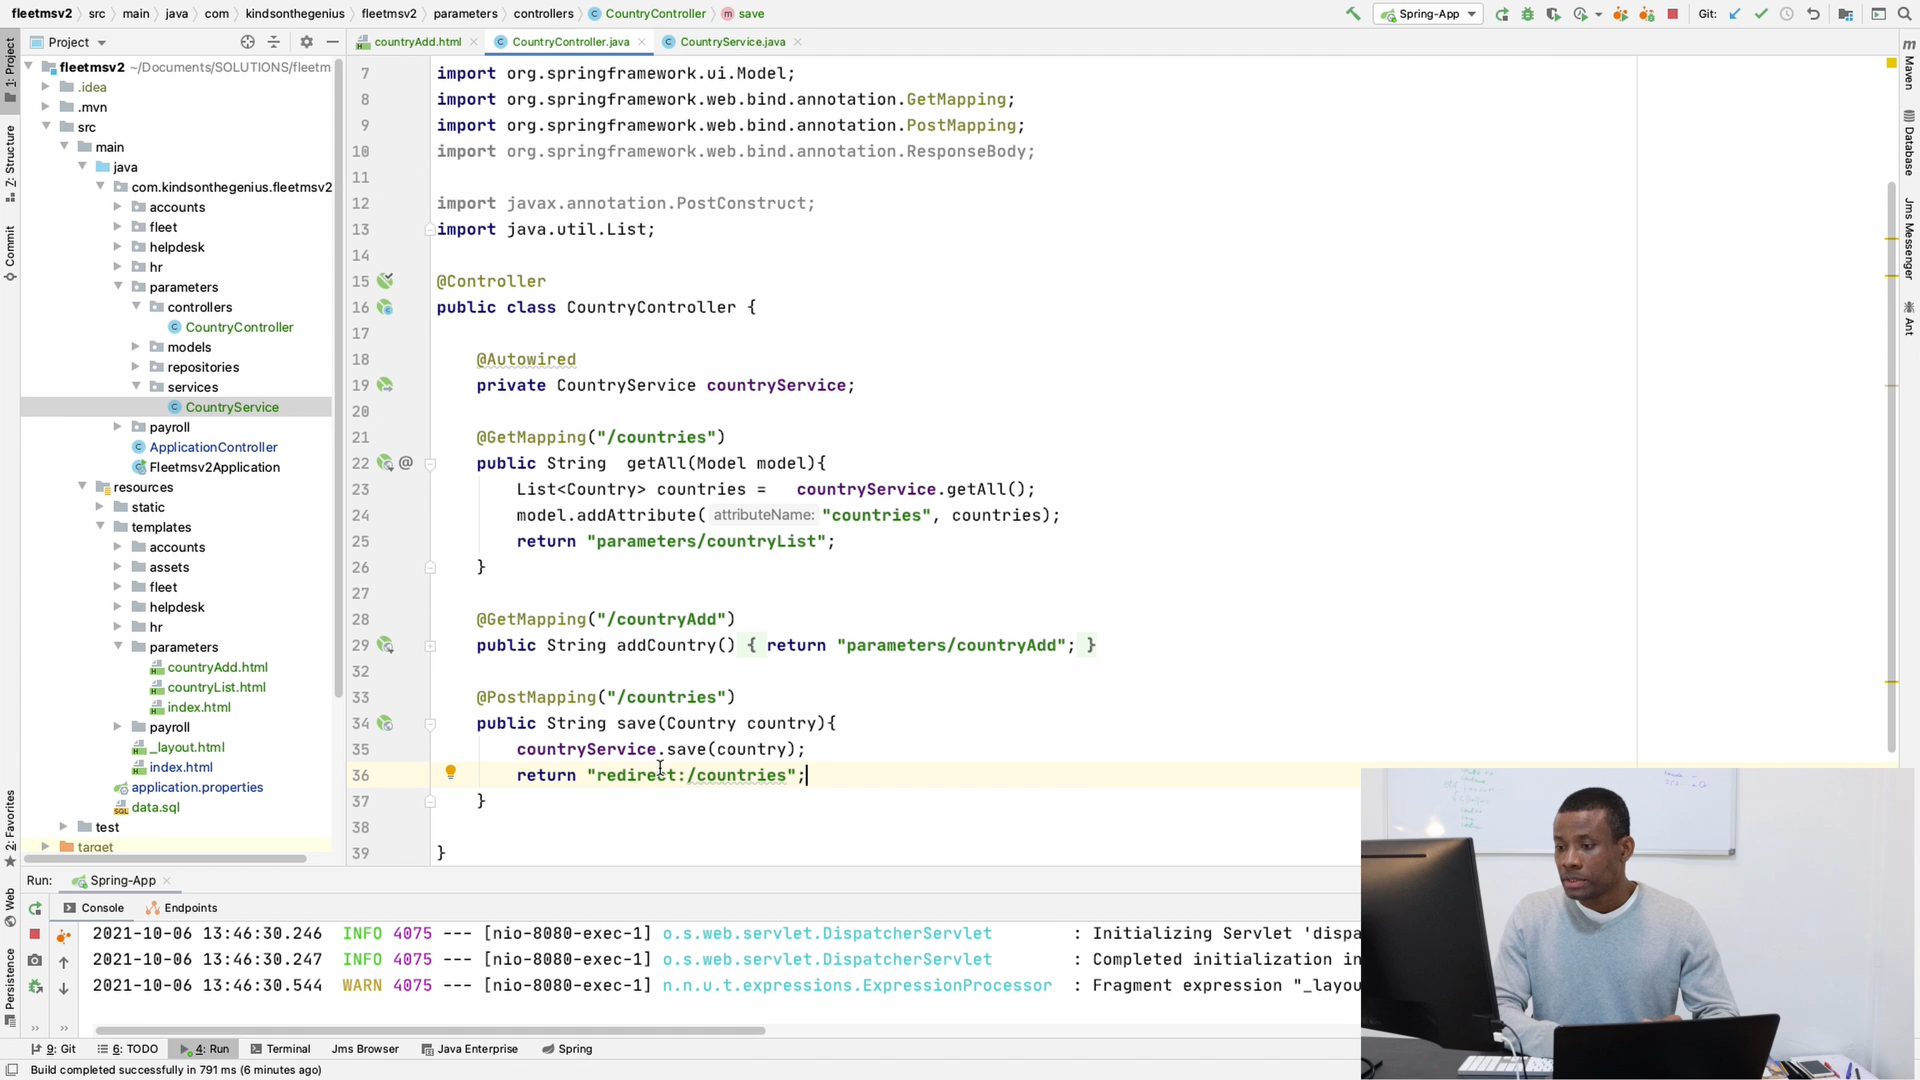 fleetmsv2 src main java com kindsonthegenius fleetmsv2 parameters controllers CountryController save Spring-App Git:
Project countryAdd.html CountryController.java CountryService.java
1: Project
Z: Structure
Commit
2: Favorites
Web
Persistence
fleetmsv2 ~/Documents/SOLUTIONS/fleetm
.idea
.mvn
src
main
java
com.kindsonthegenius.fleetmsv2
accounts
fleet
helpdesk
hr
parameters
controllers
CountryController
models
repositories
services
CountryService
payroll
ApplicationController
Fleetmsv2Application
resources
static
templates
accounts
assets
fleet
helpdesk
hr
parameters
countryAdd.html
countryList.html
index.html
payroll
_layout.html
index.html
application.properties
data.sql
test
target
7 import org.springframework.ui.Model;
8 import org.springframework.web.bind.annotation.GetMapping;
9 import org.springframework.web.bind.annotation.PostMapping;
10 import org.springframework.web.bind.annotation.ResponseBody;
11
12 import javax.annotation.PostConstruct;
13 import java.util.List;
14
15 @Controller
16 public class CountryController {
17
18 @Autowired
19 private CountryService countryService;
20
21 @GetMapping("/countries")
22 @ public String getAll(Model model){
23 List<Country> countries = countryService.getAll();
24 model.addAttribute( attributeName: "countries", countries);
25 return "parameters/countryList";
26 }
27
28 @GetMapping("/countryAdd")
29 public String addCountry() { return "parameters/countryAdd"; }
32
33 @PostMapping("/countries")
34 public String save(Country country){
35 countryService.save(country);
36 return "redirect:/countries";
37 }
38
39 }
m Maven
Database
Jms Messenger
Ant
Run: Spring-App
Console Endpoints
2021-10-06 13:46:30.246 INFO 4075 --- [nio-8080-exec-1] o.s.web.servlet.DispatcherServlet : Initializing Servlet 'dispa
2021-10-06 13:46:30.247 INFO 4075 --- [nio-8080-exec-1] o.s.web.servlet.DispatcherServlet : Completed initialization in
2021-10-06 13:46:30.544 WARN 4075 --- [nio-8080-exec-1] n.n.u.t.expressions.ExpressionProcessor : Fragment expression "_layou
9: Git 6: TODO 4: Run Terminal Jms Browser Java Enterprise Spring
Build completed successfully in 791 ms (6 minutes ago)